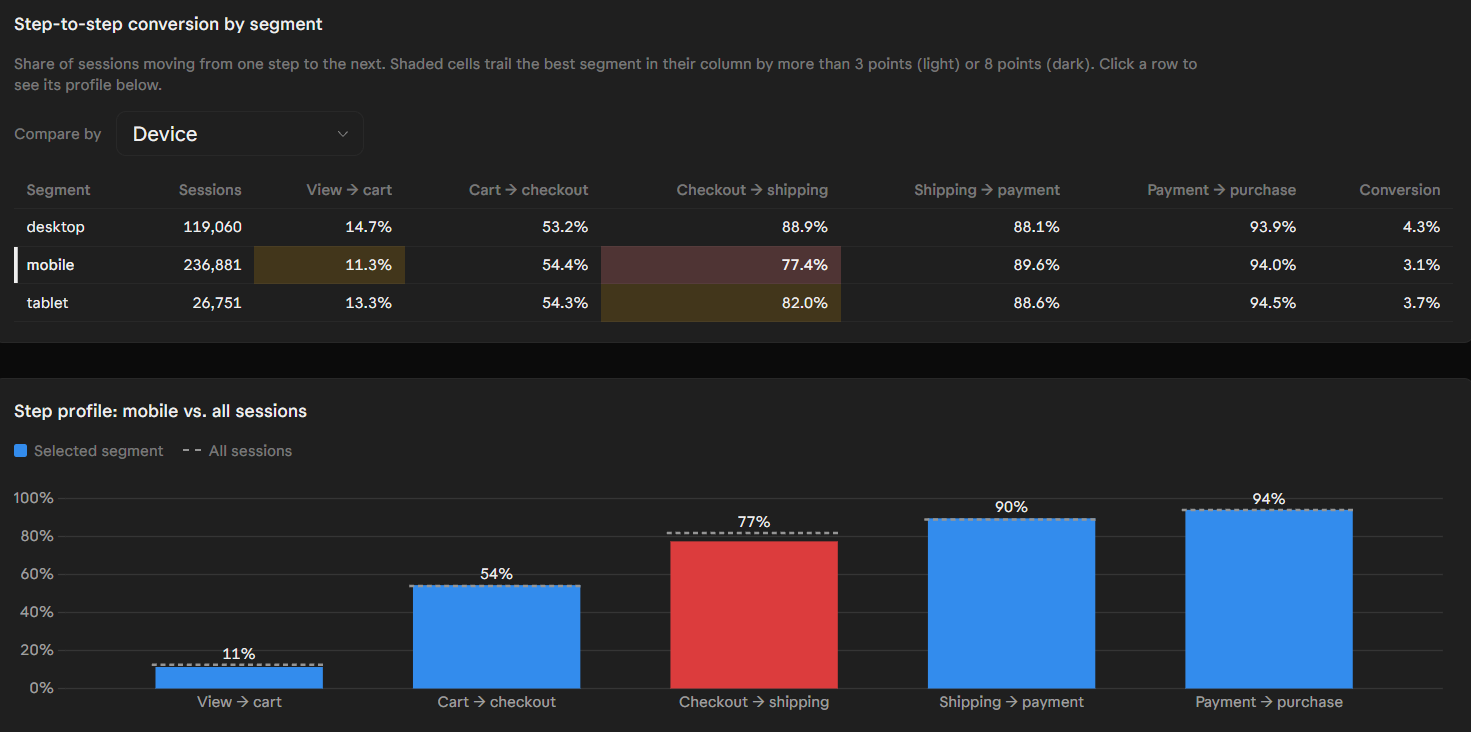 Step-to-step conversion by segment
Share of sessions moving from one step to the next. Shaded cells trail the best segment in their column by more than 3 points (light) or 8 points (dark). Click a row to
see its profile below.
Compare by Device
Segment Sessions View → cart Cart → checkout Checkout → shipping Shipping → payment Payment → purchase Conversion
desktop 119,060 14.7% 53.2% 88.9% 88.1% 93.9% 4.3%
mobile 236,881 11.3% 54.4% 77.4% 89.6% 94.0% 3.1%
tablet 26,751 13.3% 54.3% 82.0% 88.6% 94.5% 3.7%
Step profile: mobile vs. all sessions
Selected segment All sessions
100%
80%
60%
40%
20%
0%
11%
54%
77%
90%
94%
View → cart Cart → checkout Checkout → shipping Shipping → payment Payment → purchase